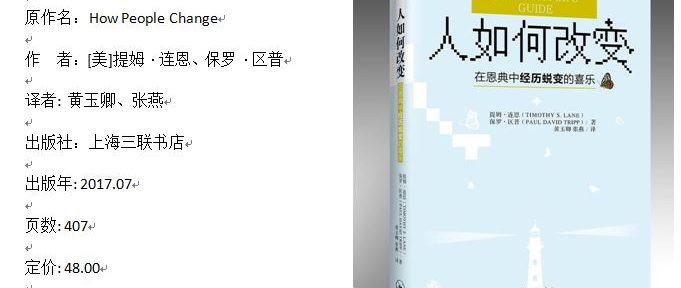 原作名：How People Change
作　者：[美]提姆·连恩、保罗·区普
译者: 黄玉卿、张燕
出版社：上海三联书店
出版年: 2017.07
页数: 407
定价: 48.00
GUIDE
人如何改变
在恩典中经历蜕变的喜乐
提姆·连恩（TIMOTHY S. LANE）
保罗·区普（PAUL DAVID TRIPP）著
黄玉卿 张燕/译
人如何改变